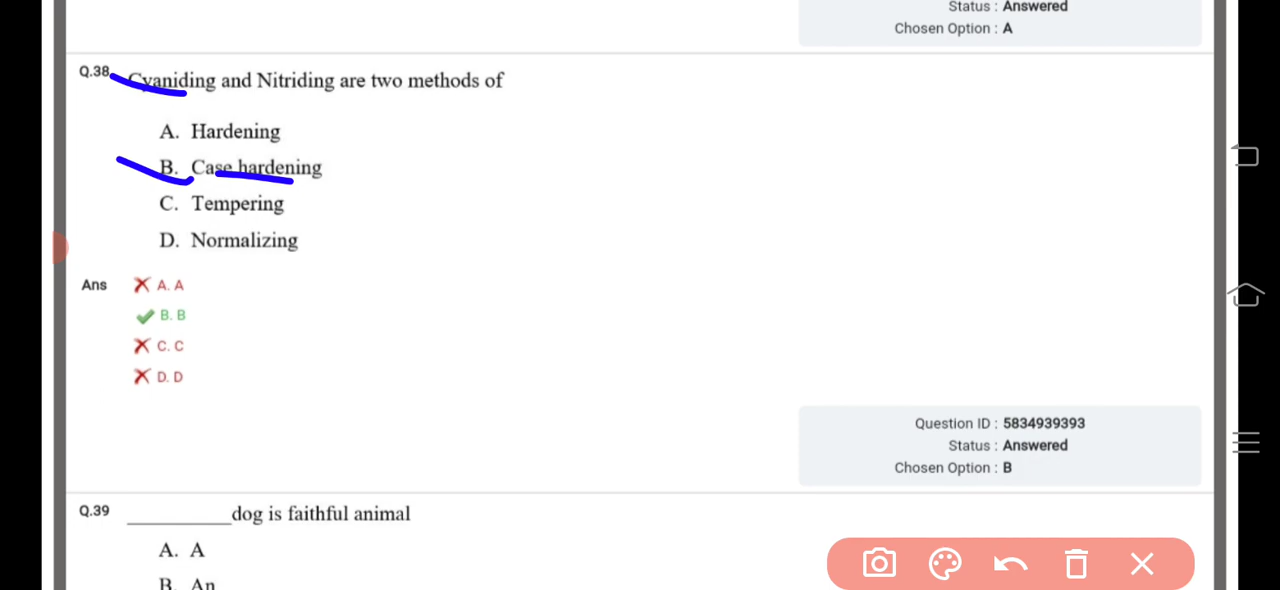 Status : Answered
Chosen Option : A
Q.38 Cyaniding and Nitriding are two methods of
A. Hardening
B. Case hardening
C. Tempering
D. Normalizing
Ans A. A
B. B
C. C
D. D
Question ID : 5834939393
Status : Answered
Chosen Option : B
Q.39 __________dog is faithful animal
A. A
B. An